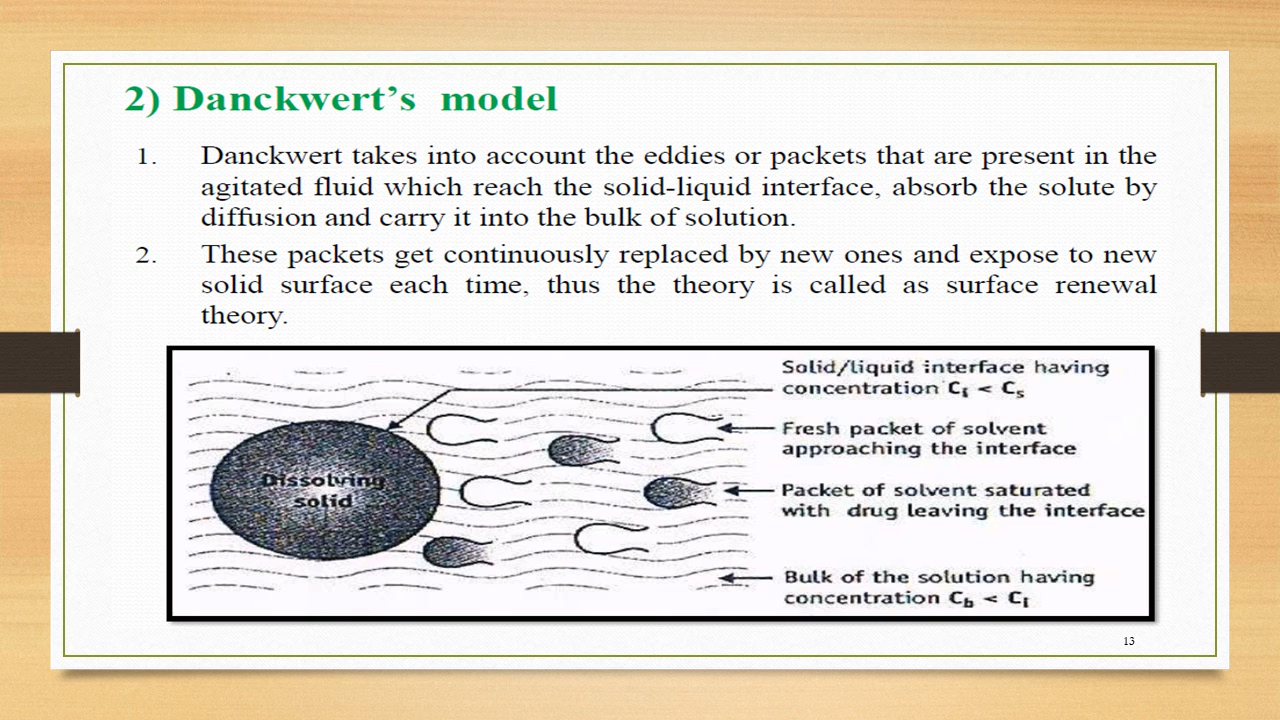 2) Danckwert’s model
1. Danckwert takes into account the eddies or packets that are present in the
agitated fluid which reach the solid-liquid interface, absorb the solute by
diffusion and carry it into the bulk of solution.
2. These packets get continuously replaced by new ones and expose to new
solid surface each time, thus the theory is called as surface renewal
theory.
Solid/liquid interface having
concentration Cᵢ < Cₛ
Fresh packet of solvent
approaching the interface
Dissolving
solid
Packet of solvent saturated
with drug leaving the interface
Bulk of the solution having
concentration C_b < Cᵢ
13